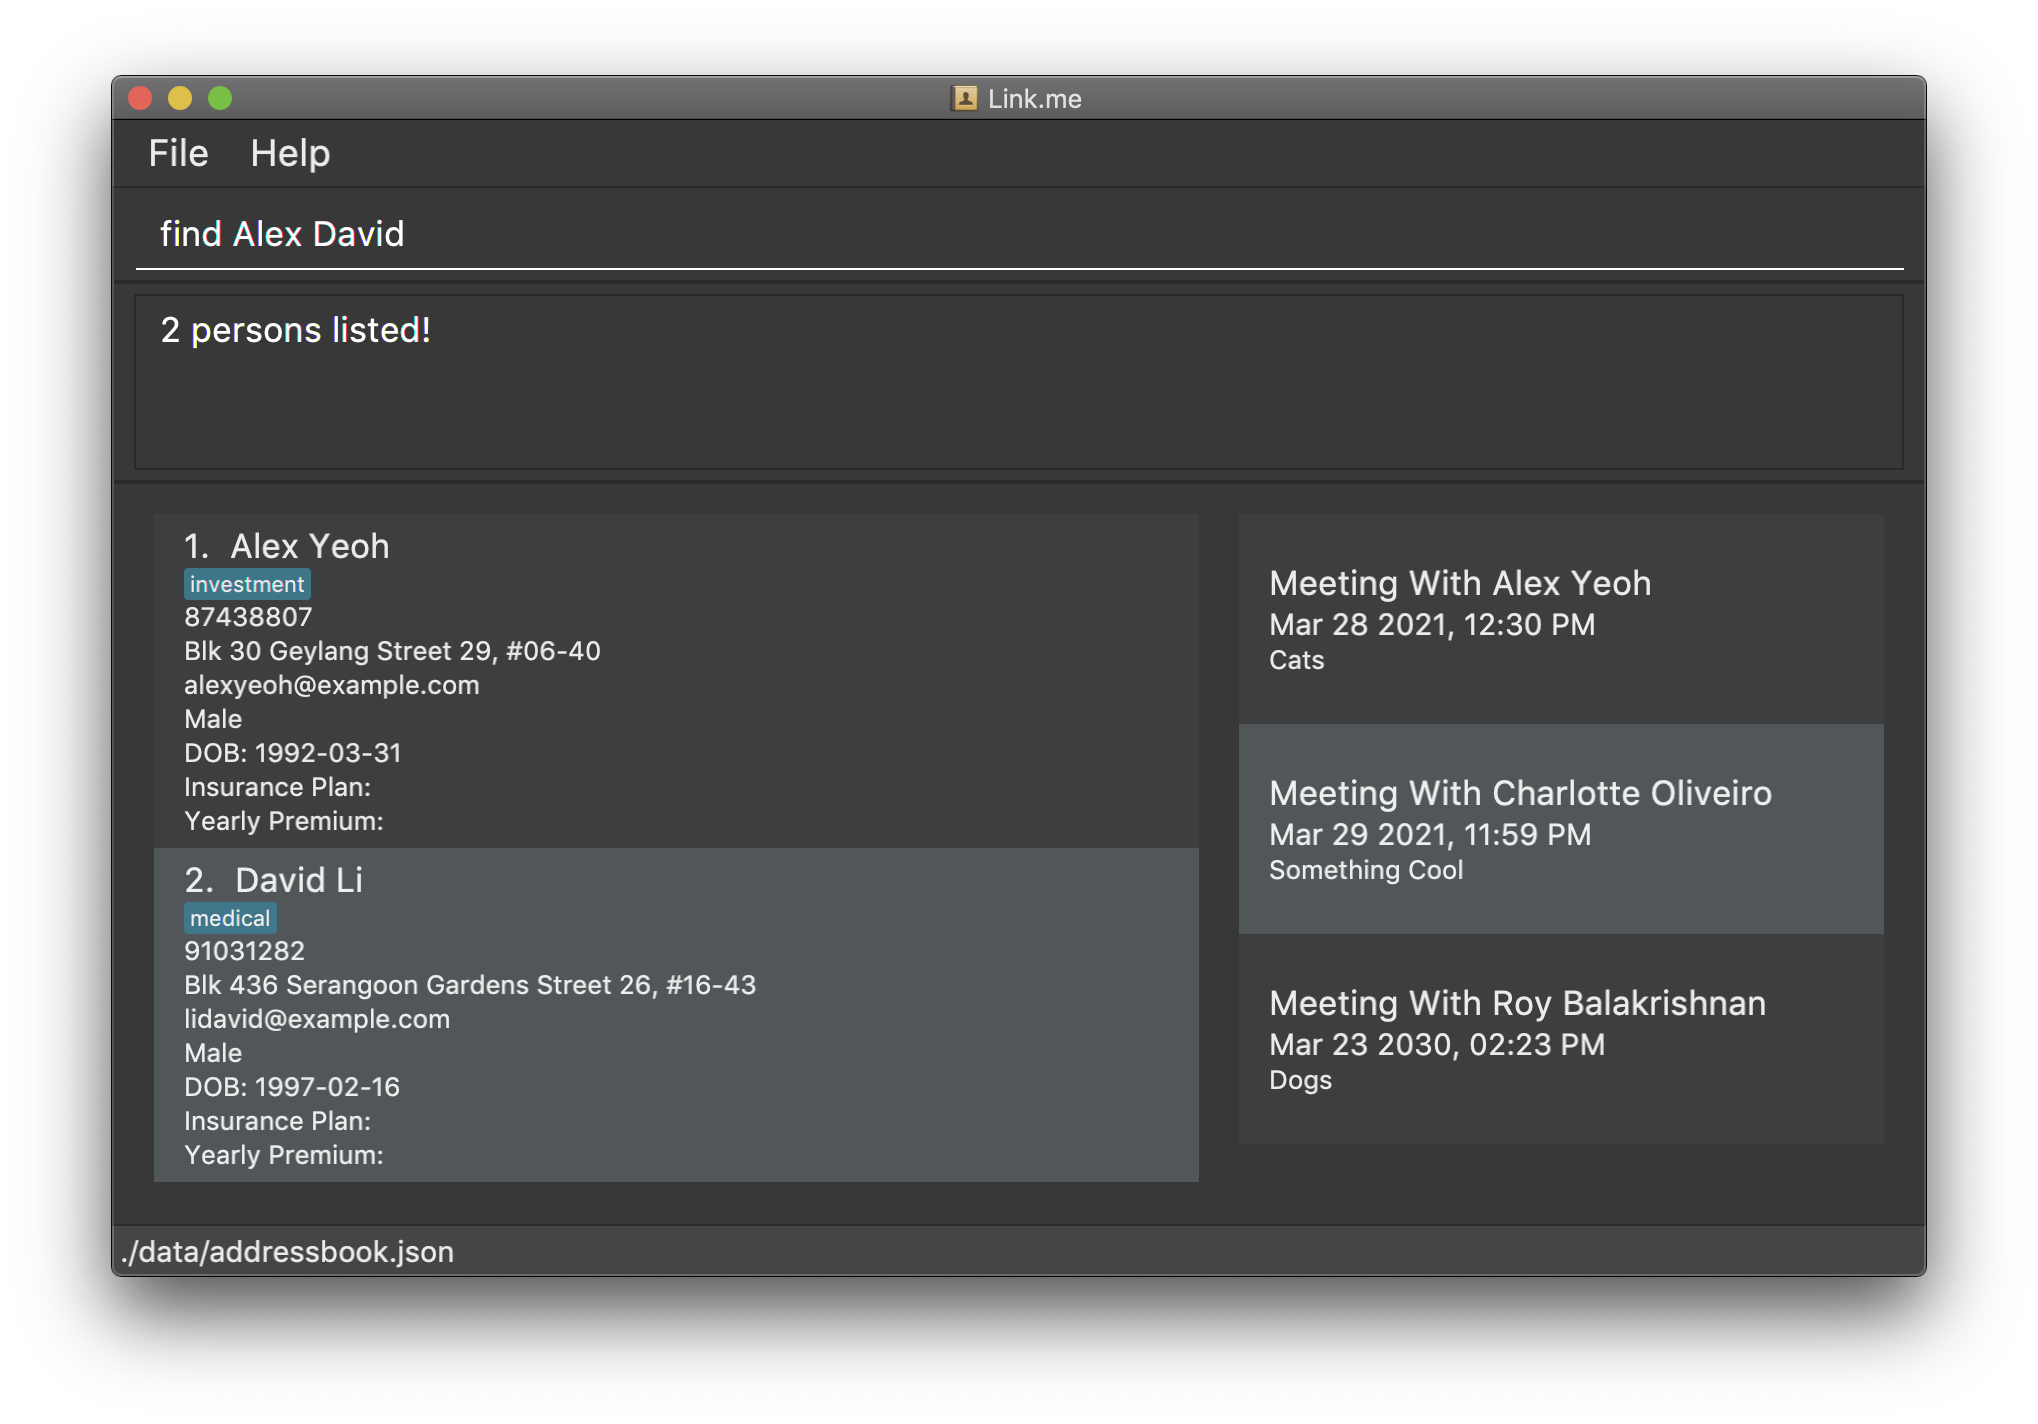 Link.me
File Help
find Alex David
2 persons listed!
1. Alex Yeoh
investment
87438807
Blk 30 Geylang Street 29, #06-40
alexyeoh@example.com
Male
DOB: 1992-03-31
Insurance Plan:
Yearly Premium:
2. David Li
medical
91031282
Blk 436 Serangoon Gardens Street 26, #16-43
lidavid@example.com
Male
DOB: 1997-02-16
Insurance Plan:
Yearly Premium:
Meeting With Alex Yeoh
Mar 28 2021, 12:30 PM
Cats
Meeting With Charlotte Oliveiro
Mar 29 2021, 11:59 PM
Something Cool
Meeting With Roy Balakrishnan
Mar 23 2030, 02:23 PM
Dogs
./data/addressbook.json